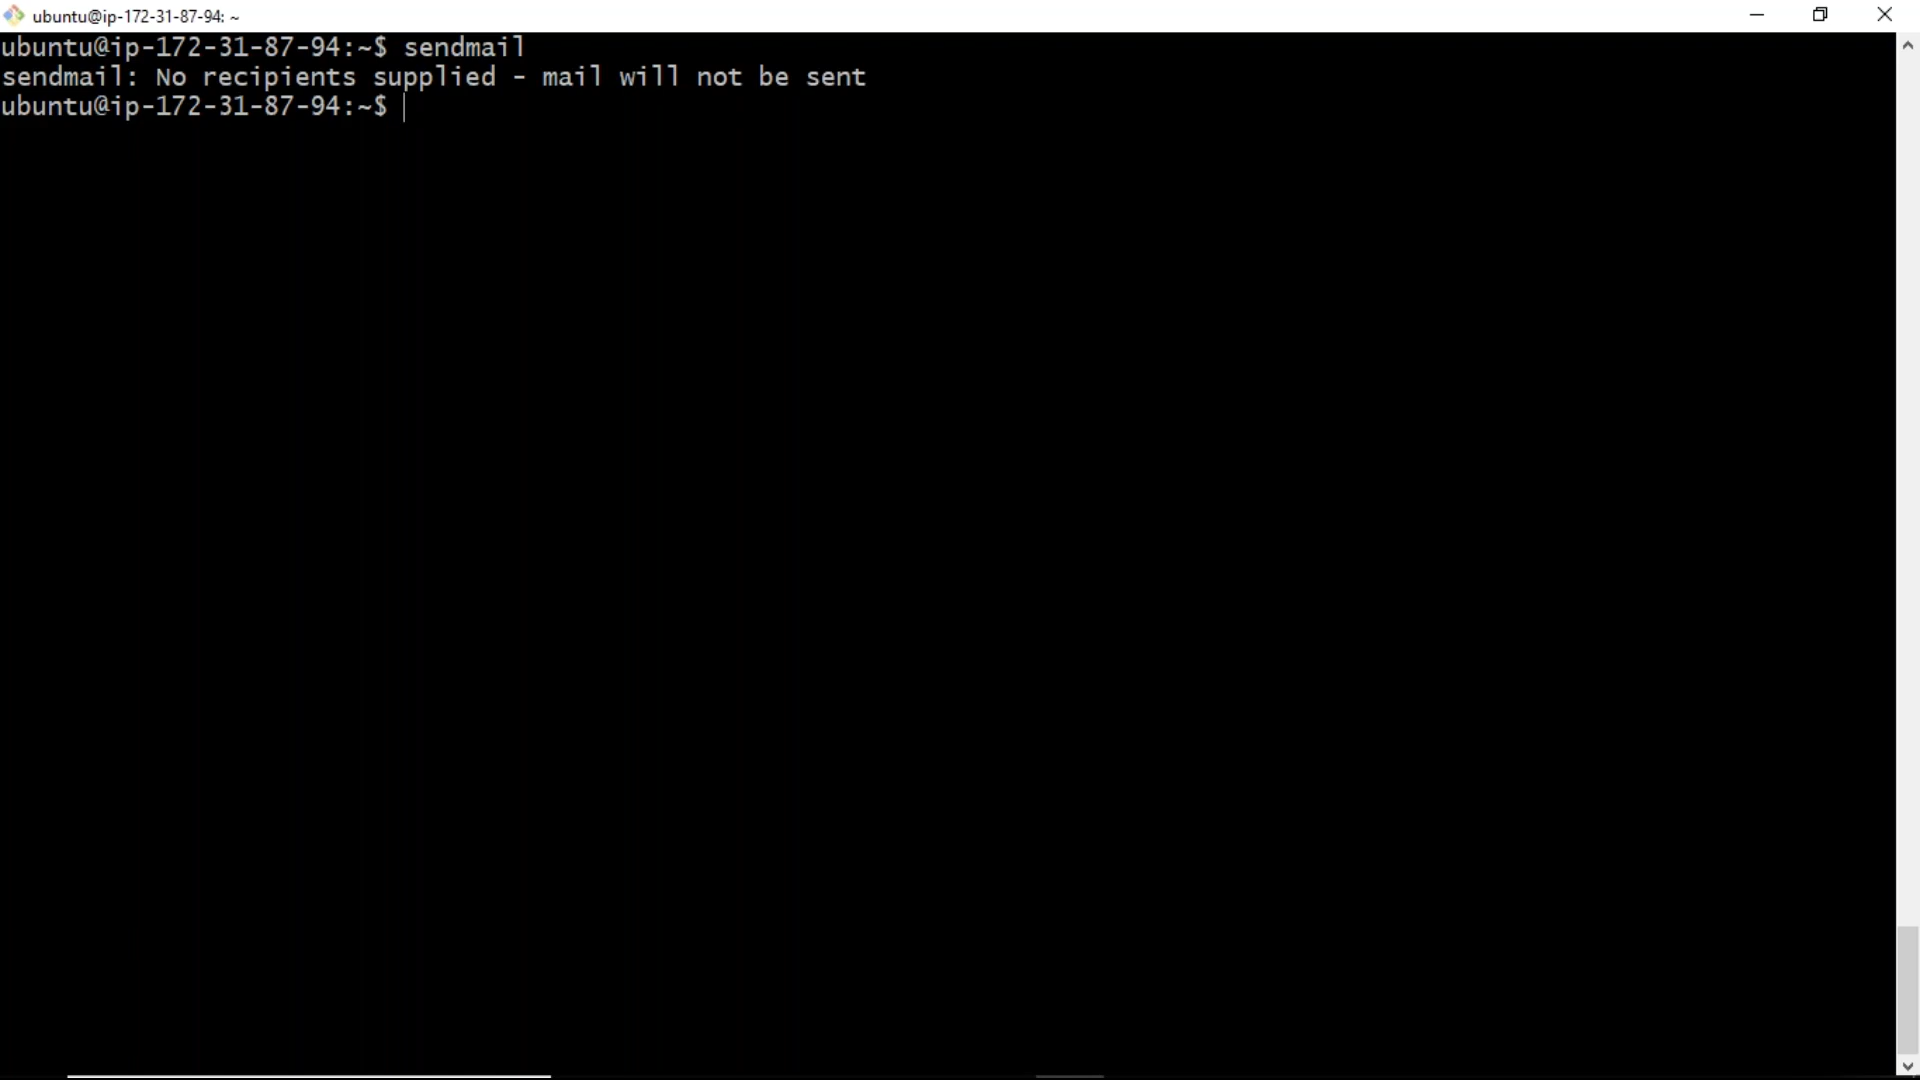 ubuntu@ip-172-31-87-94: ~
ubuntu@ip-172-31-87-94:~$ sendmail
sendmail: No recipients supplied - mail will not be sent
ubuntu@ip-172-31-87-94:~$